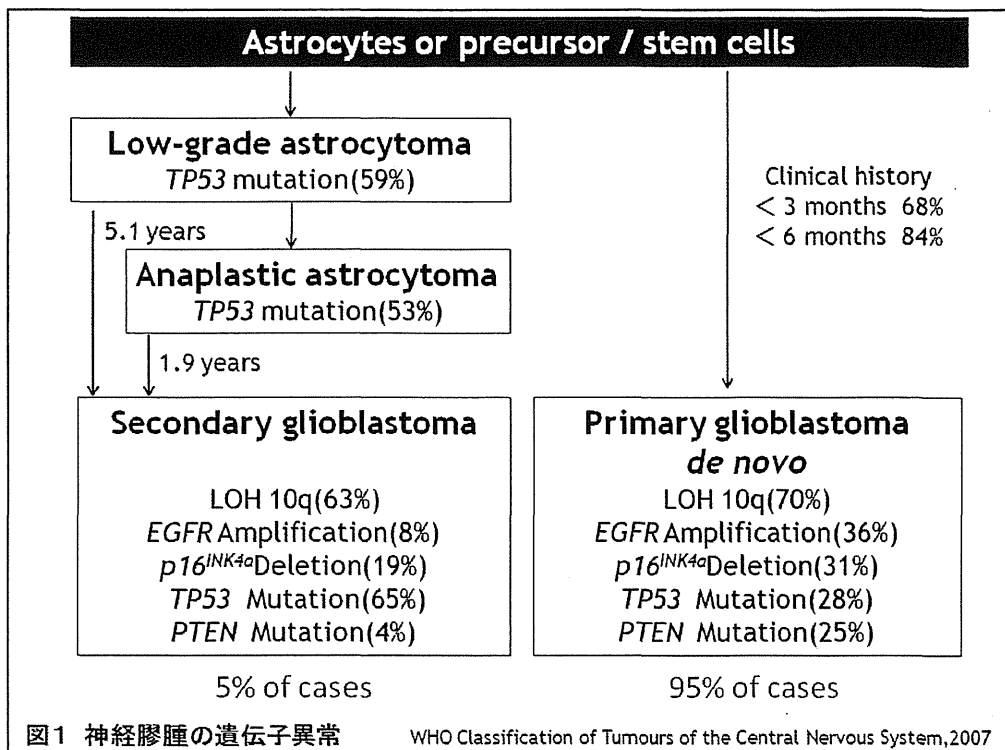 Astrocytes or precursor / stem cells
Low-grade astrocytoma
TP53 mutation(59%)
5.1 years
Anaplastic astrocytoma
TP53 mutation(53%)
1.9 years
Clinical history
< 3 months 68%
< 6 months 84%
Secondary glioblastoma
LOH 10q(63%)
EGFR Amplification(8%)
p16INK4aDeletion(19%)
TP53 Mutation(65%)
PTEN Mutation(4%)
5% of cases
Primary glioblastoma
de novo
LOH 10q(70%)
EGFR Amplification(36%)
p16INK4aDeletion(31%)
TP53 Mutation(28%)
PTEN Mutation(25%)
95% of cases
図1 神経膠腫の遺伝子異常
WHO Classification of Tumours of the Central Nervous System,2007